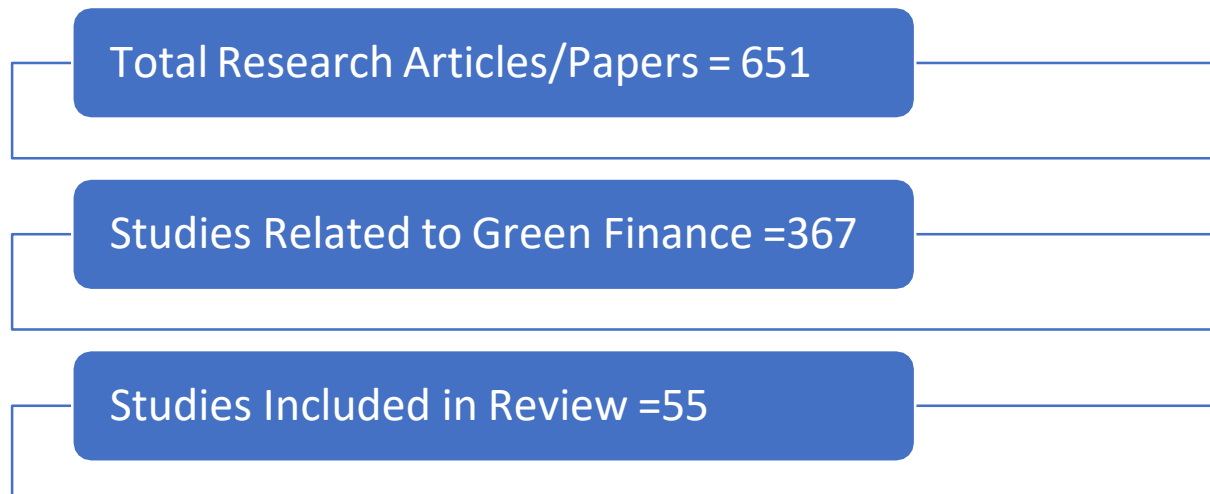 Total Research Articles/Papers = 651
Studies Related to Green Finance =367
Studies Included in Review =55